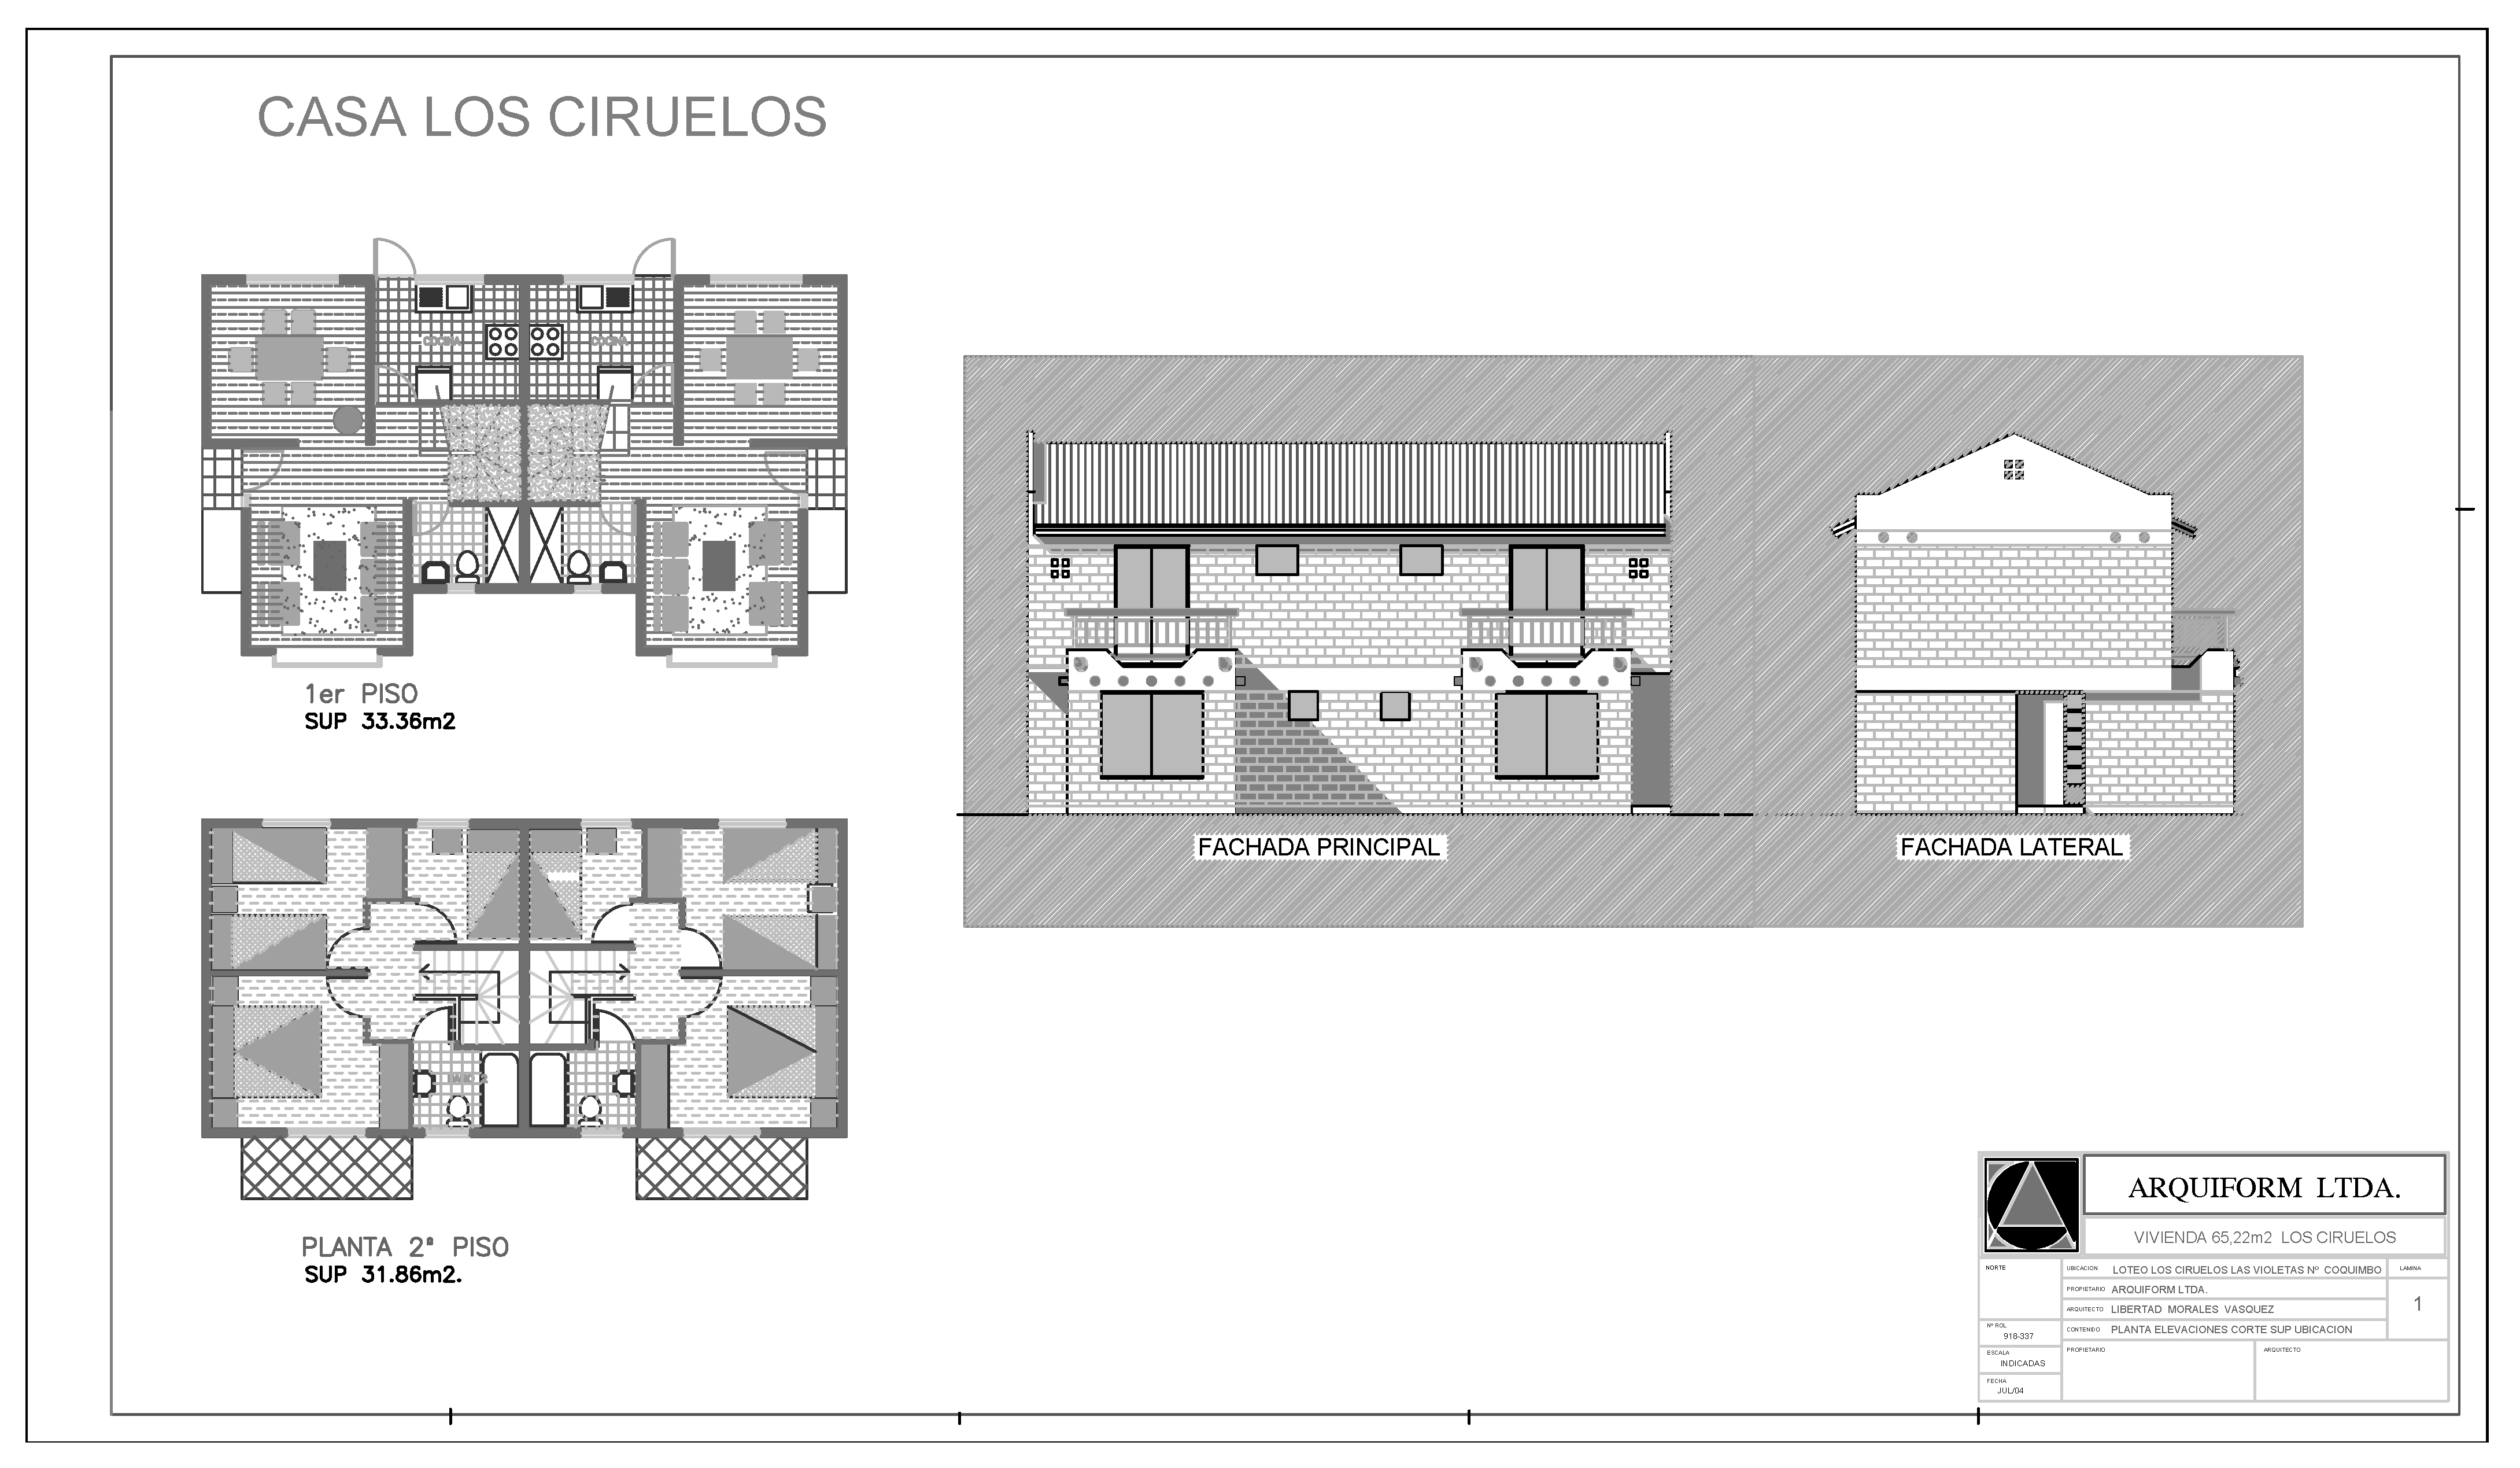 CASA LOS CIRUELOS
COCINA
COCINA
1er PISO
SUP 33.36m2
FACHADA PRINCIPAL
FACHADA LATERAL
PLANTA 2ª PISO
SUP 31.86m2.
ARQUIFORM LTDA.
VIVIENDA 65,22m2 LOS CIRUELOS
NORTE
UBICACION LOTEO LOS CIRUELOS LAS VIOLETAS Nº COQUIMBO
LAMINA
PROPIETARIO ARQUIFORM LTDA.
1
ARQUITECTO LIBERTAD MORALES VASQUEZ
Nº ROL
918-337
CONTENIDO PLANTA ELEVACIONES CORTE SUP UBICACION
ESCALA
INDICADAS
PROPIETARIO
ARQUITECTO
FECHA
JUL/04